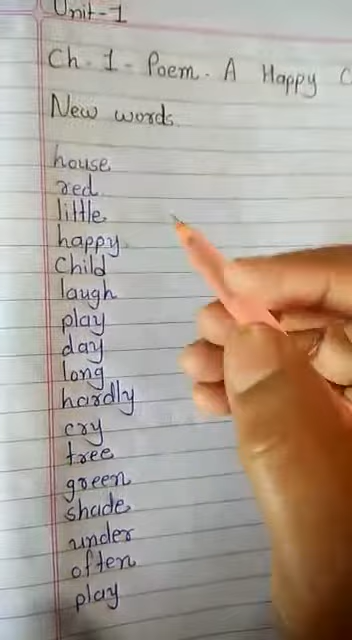 Unit-1
Ch. 1 - Poem. A Happy C
New words.
house
red.
little
happy.
Child
laugh
play
day
long
hardly
cry
tree
green
shade
under
often
play